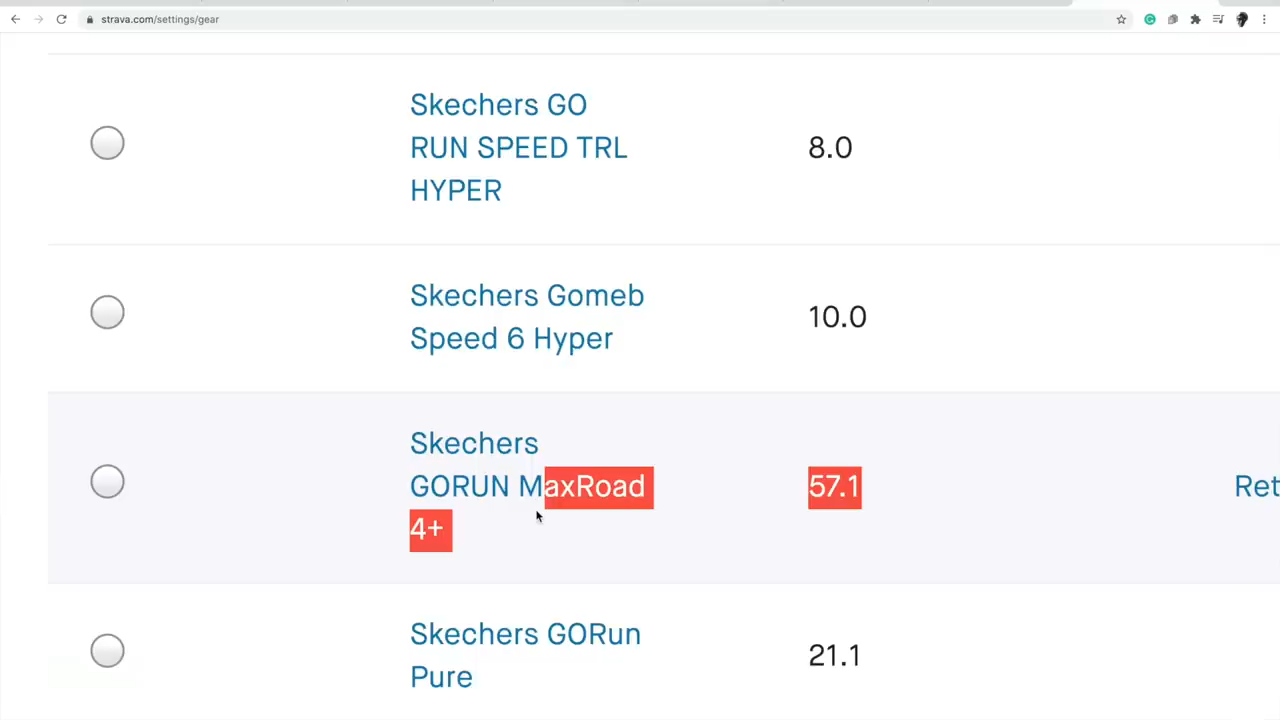 strava.com/settings/gear
Skechers GO
RUN SPEED TRL
HYPER
8.0
Skechers Gomeb
Speed 6 Hyper
10.0
Skechers
GORUN MaxRoad
4+
57.1
Ret
Skechers GORun
Pure
21.1